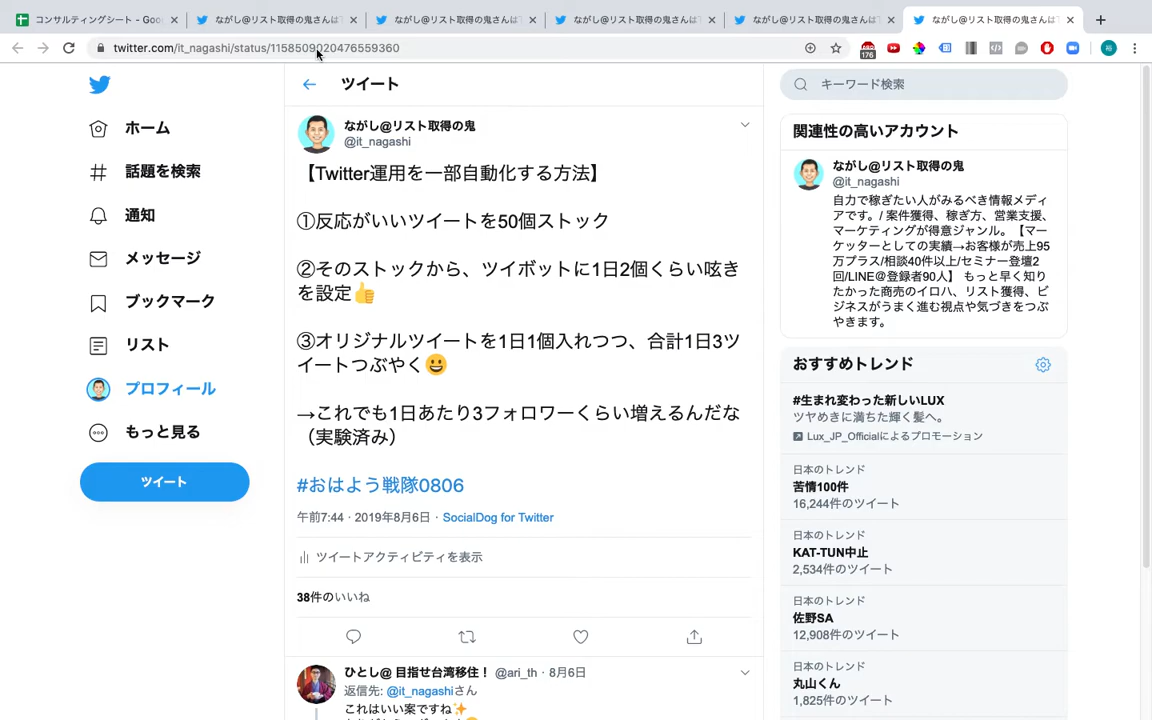 コンサルティングシート - Goo
ながし@リスト取得の鬼さんはT
ながし@リスト取得の鬼さんはT
ながし@リスト取得の鬼さんはT
ながし@リスト取得の鬼さんはT
ながし@リスト取得の鬼さんはT
twitter.com/it_nagashi/status/1158509020476559360
176
裕
ホーム
話題を検索
通知
メッセージ
ブックマーク
リスト
プロフィール
もっと見る
ツイート
ツイート
ながし@リスト取得の鬼
@it_nagashi
【Twitter運用を一部自動化する方法】
①反応がいいツイートを50個ストック
②そのストックから、ツイボットに1日2個くらい呟き
を設定👍
③オリジナルツイートを1日1個入れつつ、合計1日3ツ
イートつぶやく😀
→これでも1日あたり3フォロワーくらい増えるんだな
（実験済み）
#おはよう戦隊0806
午前7:44 · 2019年8月6日 · SocialDog for Twitter
ツイートアクティビティを表示
38件のいいね
ひとし@ 目指せ台湾移住！ @ari_th · 8月6日
返信先: @it_nagashiさん
これはいい案ですね✨
キーワード検索
関連性の高いアカウント
ながし@リスト取得の鬼
@it_nagashi
自力で稼ぎたい人がみるべき情報メディ
アです。/ 案件獲得、稼ぎ方、営業支援、
マーケティングが得意ジャンル。【マー
ケッターとしての実績→お客様が売上95
万プラス/相談40件以上/セミナー登壇2
回/LINE＠登録者90人】 もっと早く知り
たかった商売のイロハ、リスト獲得、ビ
ジネスがうまく進む視点や気づきをつぶ
やきます。
おすすめトレンド
#生まれ変わった新しいLUX
ツヤめきに満ちた輝く髪へ。
Lux_JP_Officialによるプロモーション
日本のトレンド
苦情100件
16,244件のツイート
日本のトレンド
KAT-TUN中止
2,534件のツイート
日本のトレンド
佐野SA
12,908件のツイート
日本のトレンド
丸山くん
1,825件のツイート